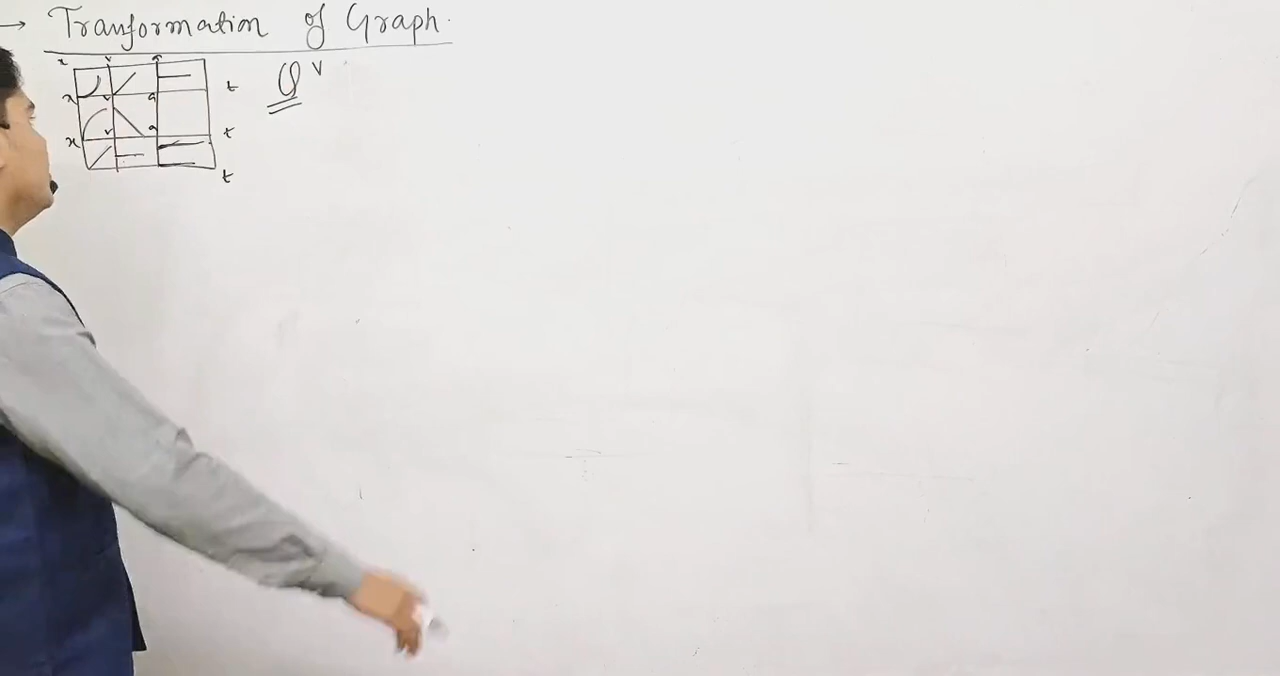 → Tranformation of Graph.
x v a
t Q v
x v a
t
x v a
t